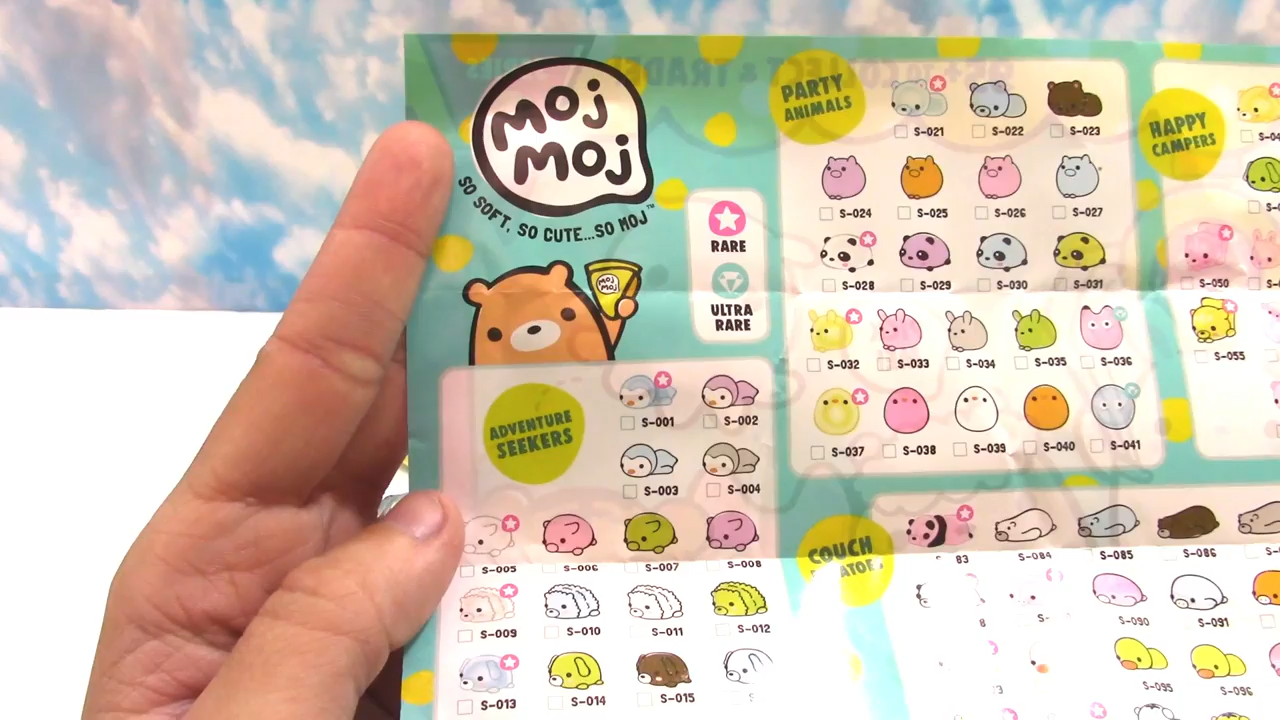 MOJ
MOJ
SO SOFT, SO CUTE...SO MOJ™
MOJ
MOJ
RARE
ULTRA
RARE
ADVENTURE
SEEKERS
S-001 S-002
S-003 S-004
S-005 S-006 S-007 S-008
S-009 S-010 S-011 S-012
S-013 S-014 S-015
PARTY
ANIMALS
S-021 S-022 S-023
S-024 S-025 S-026 S-027
S-028 S-029 S-030 S-031
S-032 S-033 S-034 S-035 S-036
S-037 S-038 S-039 S-040 S-041
HAPPY
CAMPERS
S-050
S-055
COUCH
83 S-084 S-085 S-086
S-090 S-091
S-095 S-096